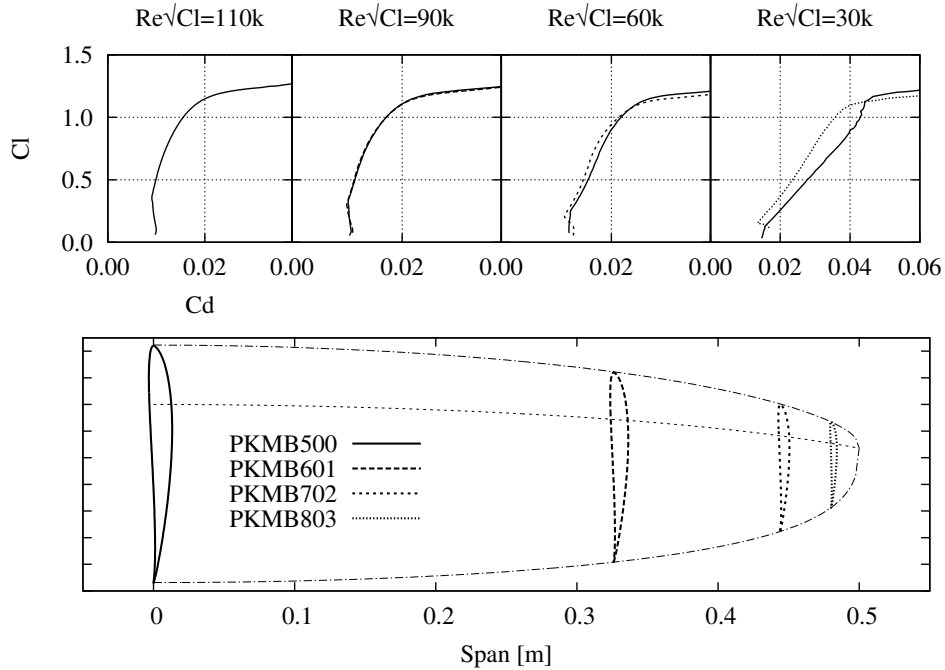 Re√Cl=110k Re√Cl=90k Re√Cl=60k Re√Cl=30k
1.5
1.0
0.5
0.0
Cl
0.00 0.02 0.00 0.02 0.00 0.02 0.00 0.02 0.04 0.06
Cd
PKMB500
PKMB601
PKMB702
PKMB803
0 0.1 0.2 0.3 0.4 0.5
Span [m]